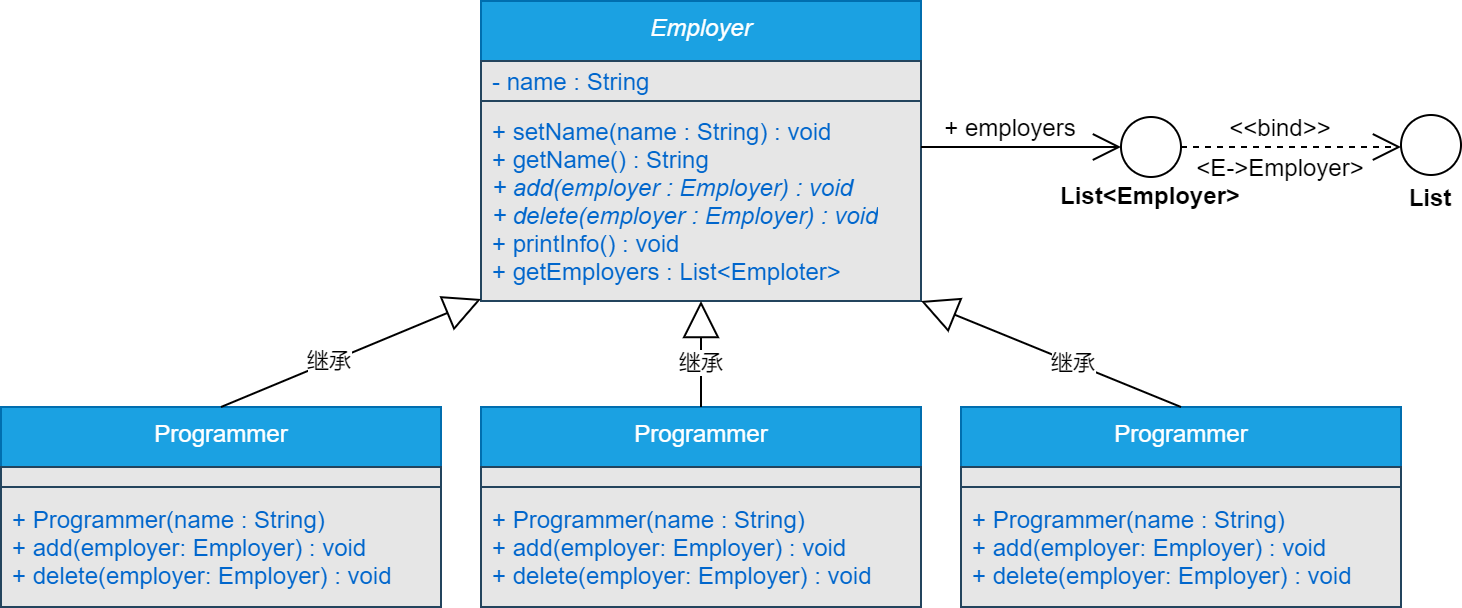 Employer
- name : String
+ setName(name : String) : void
+ getName() : String
+ add(employer : Employer) : void
+ delete(employer : Employer) : void
+ printInfo() : void
+ getEmployers : List<Emploter>
+ employers
<<bind>>
<E->Employer>
List<Employer>
List
继承
继承
继承
Programmer
+ Programmer(name : String)
+ add(employer: Employer) : void
+ delete(employer: Employer) : void
Programmer
+ Programmer(name : String)
+ add(employer: Employer) : void
+ delete(employer: Employer) : void
Programmer
+ Programmer(name : String)
+ add(employer: Employer) : void
+ delete(employer: Employer) : void